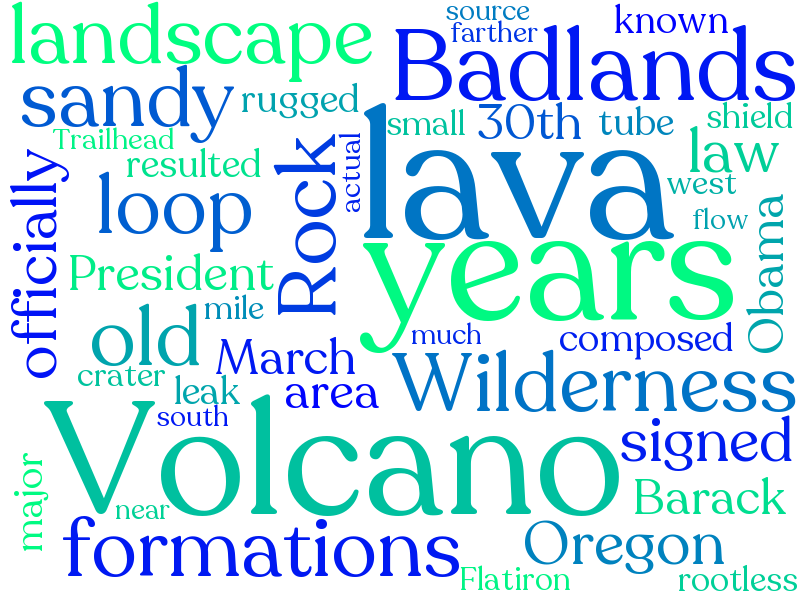 landscape
source
farther
known
Badlands
sandy
rugged
lava
small
30th
tube
shield
Trailhead
resulted
officially
loop
Rock
actual
law
west
flow
years
President
Obama
old
mile
much
composed
March
crater
leak
area
Wilderness
south
Volcano
signed
major
near
Barack
formations
Oregon
Flatiron
rootless